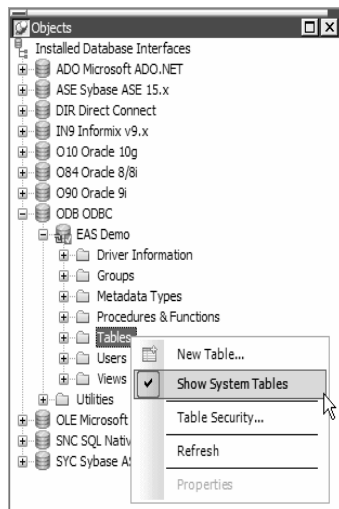 Objects
Installed Database Interfaces
ADO Microsoft ADO.NET
ASE Sybase ASE 15.x
DIR Direct Connect
IN9 Informix v9.x
O10 Oracle 10g
O84 Oracle 8/8i
O90 Oracle 9i
ODB ODBC
EAS Demo
Driver Information
Groups
Metadata Types
Procedures & Functions
Tables
Users
Views
Utilities
OLE Microsoft
SNC SQL Nativ
SYC Sybase A
New Table...
Show System Tables
Table Security...
Refresh
Properties